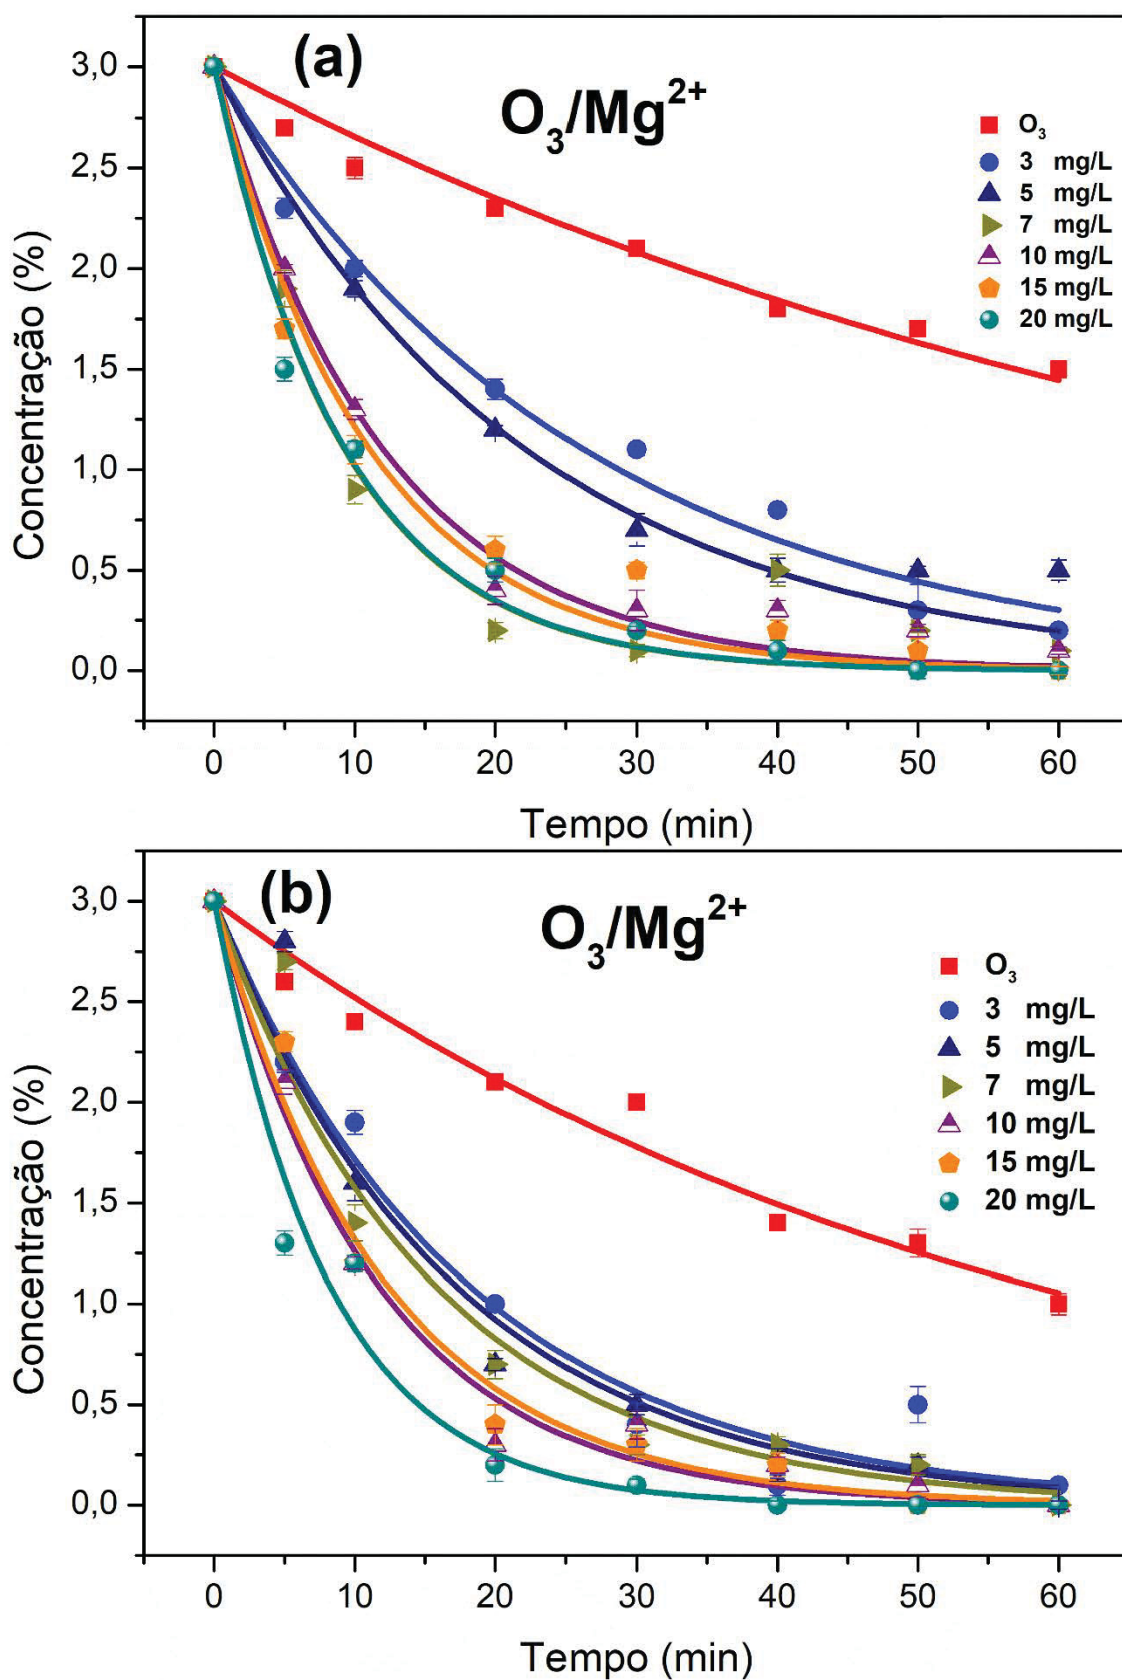 (a)
O₃/Mg²⁺
O₃
3 mg/L
5 mg/L
7 mg/L
10 mg/L
15 mg/L
20 mg/L
Concentração (%)
3,0
2,5
2,0
1,5
1,0
0,5
0,0
0 10 20 30 40 50 60
Tempo (min)
(b)
O₃/Mg²⁺
O₃
3 mg/L
5 mg/L
7 mg/L
10 mg/L
15 mg/L
20 mg/L
Concentração (%)
3,0
2,5
2,0
1,5
1,0
0,5
0,0
0 10 20 30 40 50 60
Tempo (min)